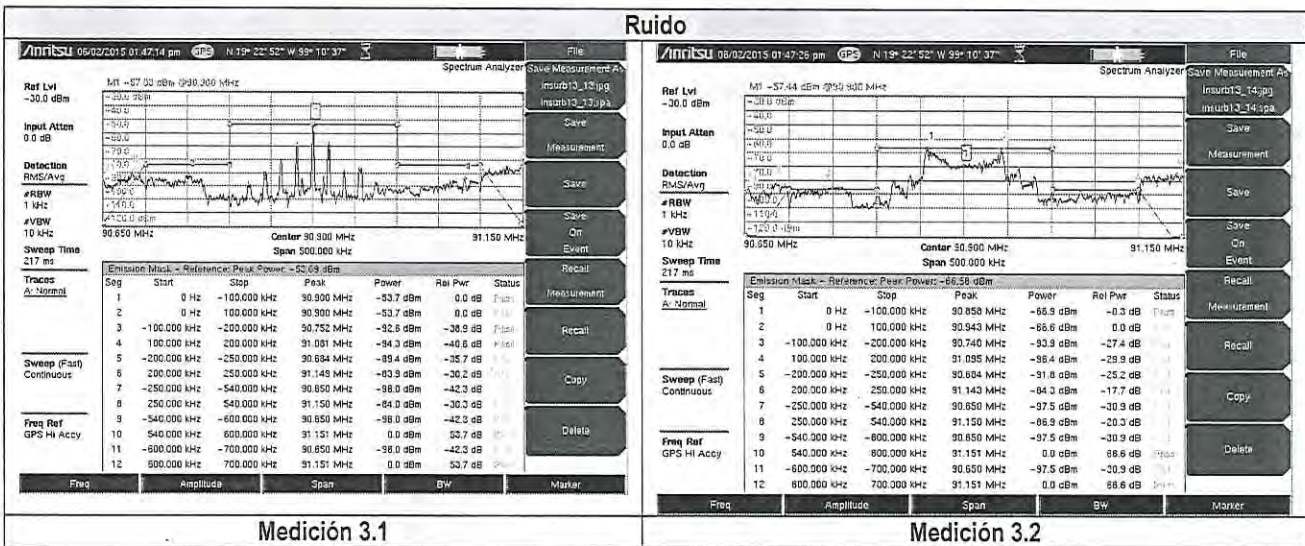 Ruido
Anritsu 06/02/2015 01:47:14 pm GPS N 19° 22' 52" W 99° 10' 37"
Spectrum Analyzer
Ref Lvl
-30.0 dBm
Input Atten
0.0 dB
Detection
RMS/Avg
#RBW
1 kHz
#VBW
10 kHz
Sweep Time
217 ms
Traces
A: Normal
Sweep (Fast)
Continuous
Freq Ref
GPS Hi Accy
90.650 MHz
Center 90.900 MHz
Span 500.000 kHz
91.150 MHz
Emission Mask - Reference: Peak Power: -53.69 dBm
Seg Start Stop Peak Power Rel Pwr Status
1 0 Hz -100.000 kHz 90.900 MHz -53.7 dBm 0.0 dB
2 0 Hz 100.000 kHz 90.900 MHz -53.7 dBm 0.0 dB
3 -100.000 kHz -200.000 kHz 90.752 MHz -92.6 dBm -38.9 dB
4 100.000 kHz 200.000 kHz 91.081 MHz -94.3 dBm -40.6 dB
5 -200.000 kHz -250.000 kHz 90.684 MHz -89.4 dBm -35.7 dB
6 200.000 kHz 250.000 kHz 91.149 MHz -83.9 dBm -30.2 dB
7 -250.000 kHz -540.000 kHz 90.650 MHz -96.0 dBm -42.3 dB
8 250.000 kHz 540.000 kHz 91.150 MHz -84.0 dBm -30.3 dB
9 -540.000 kHz -600.000 kHz 90.650 MHz -96.0 dBm -42.3 dB
10 540.000 kHz 600.000 kHz 91.151 MHz 0.0 dBm 53.7 dB
11 -600.000 kHz -700.000 kHz 90.650 MHz -96.0 dBm -42.3 dB
12 600.000 kHz 700.000 kHz 91.151 MHz 0.0 dBm 53.7 dB
File
Save Measurement As
insurb13_13.jpg
insurb13_13.spa
Save
Measurement
Save
Save
On
Event
Recall
Measurement
Recall
Copy
Delete
Freq Amplitude Span BW Marker
Medición 3.1
Anritsu 06/02/2015 01:47:26 pm GPS N 19° 22' 52" W 99° 10' 37"
Spectrum Analyzer
Ref Lvl
-30.0 dBm
Input Atten
0.0 dB
Detection
RMS/Avg
#RBW
1 kHz
#VBW
10 kHz
Sweep Time
217 ms
Traces
A: Normal
Sweep (Fast)
Continuous
Freq Ref
GPS Hi Accy
90.650 MHz
Center 90.900 MHz
Span 500.000 kHz
91.150 MHz
Emission Mask - Reference: Peak Power: -66.58 dBm
Seg Start Stop Peak Power Rel Pwr Status
1 0 Hz -100.000 kHz 90.858 MHz -66.9 dBm -0.3 dB
2 0 Hz 100.000 kHz 90.943 MHz -66.6 dBm 0.0 dB
3 -100.000 kHz -200.000 kHz 90.740 MHz -93.9 dBm -27.4 dB
4 100.000 kHz 200.000 kHz 91.095 MHz -96.4 dBm -29.9 dB
5 -200.000 kHz -250.000 kHz 90.684 MHz -91.8 dBm -25.2 dB
6 200.000 kHz 250.000 kHz 91.143 MHz -84.3 dBm -17.7 dB
7 -250.000 kHz -540.000 kHz 90.650 MHz -97.5 dBm -30.9 dB
8 250.000 kHz 540.000 kHz 91.150 MHz -86.9 dBm -20.3 dB
9 -540.000 kHz -600.000 kHz 90.650 MHz -97.5 dBm -30.9 dB
10 540.000 kHz 600.000 kHz 91.151 MHz 0.0 dBm 66.6 dB
11 -600.000 kHz -700.000 kHz 90.650 MHz -97.5 dBm -30.9 dB
12 600.000 kHz 700.000 kHz 91.151 MHz 0.0 dBm 66.6 dB
File
Save Measurement As
insurb13_14.jpg
insurb13_14.spa
Save
Measurement
Save
Save
On
Event
Recall
Measurement
Recall
Copy
Delete
Freq Amplitude Span BW Marker
Medición 3.2